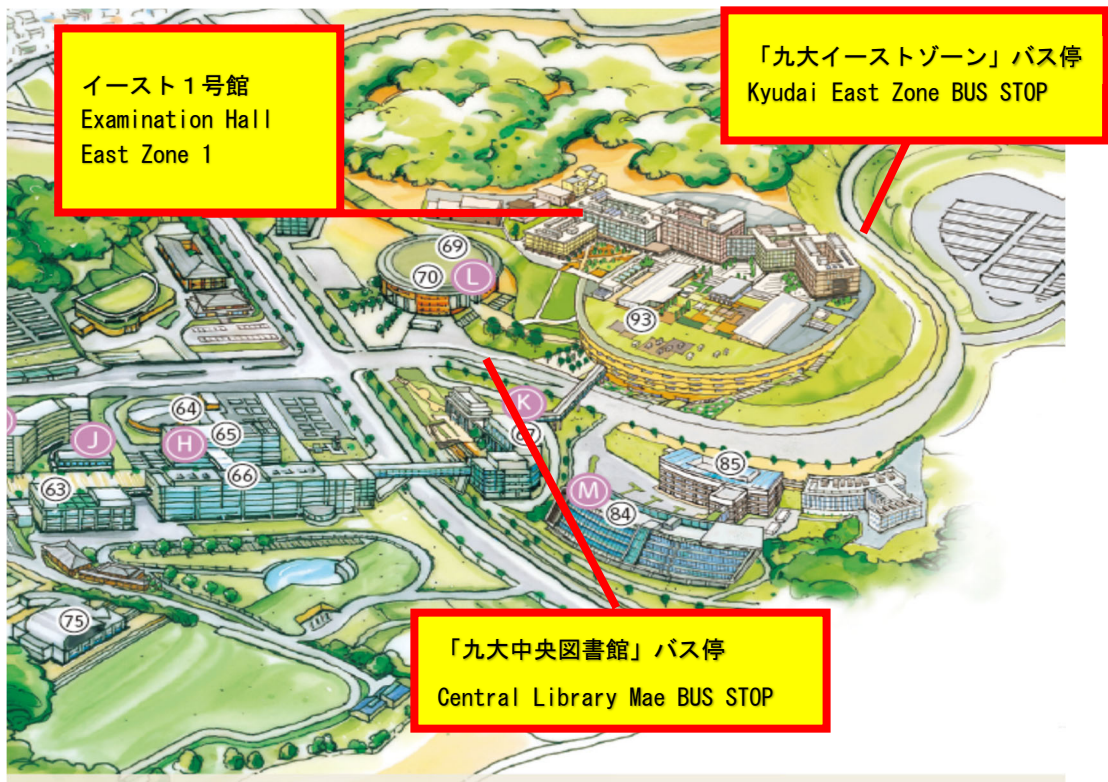 イースト１号館
Examination Hall
East Zone 1
「九大イーストゾーン」バス停
Kyudai East Zone BUS STOP
69
70
L
93
64
65
J
H
66
63
K
67
85
M
84
75
「九大中央図書館」バス停
Central Library Mae BUS STOP